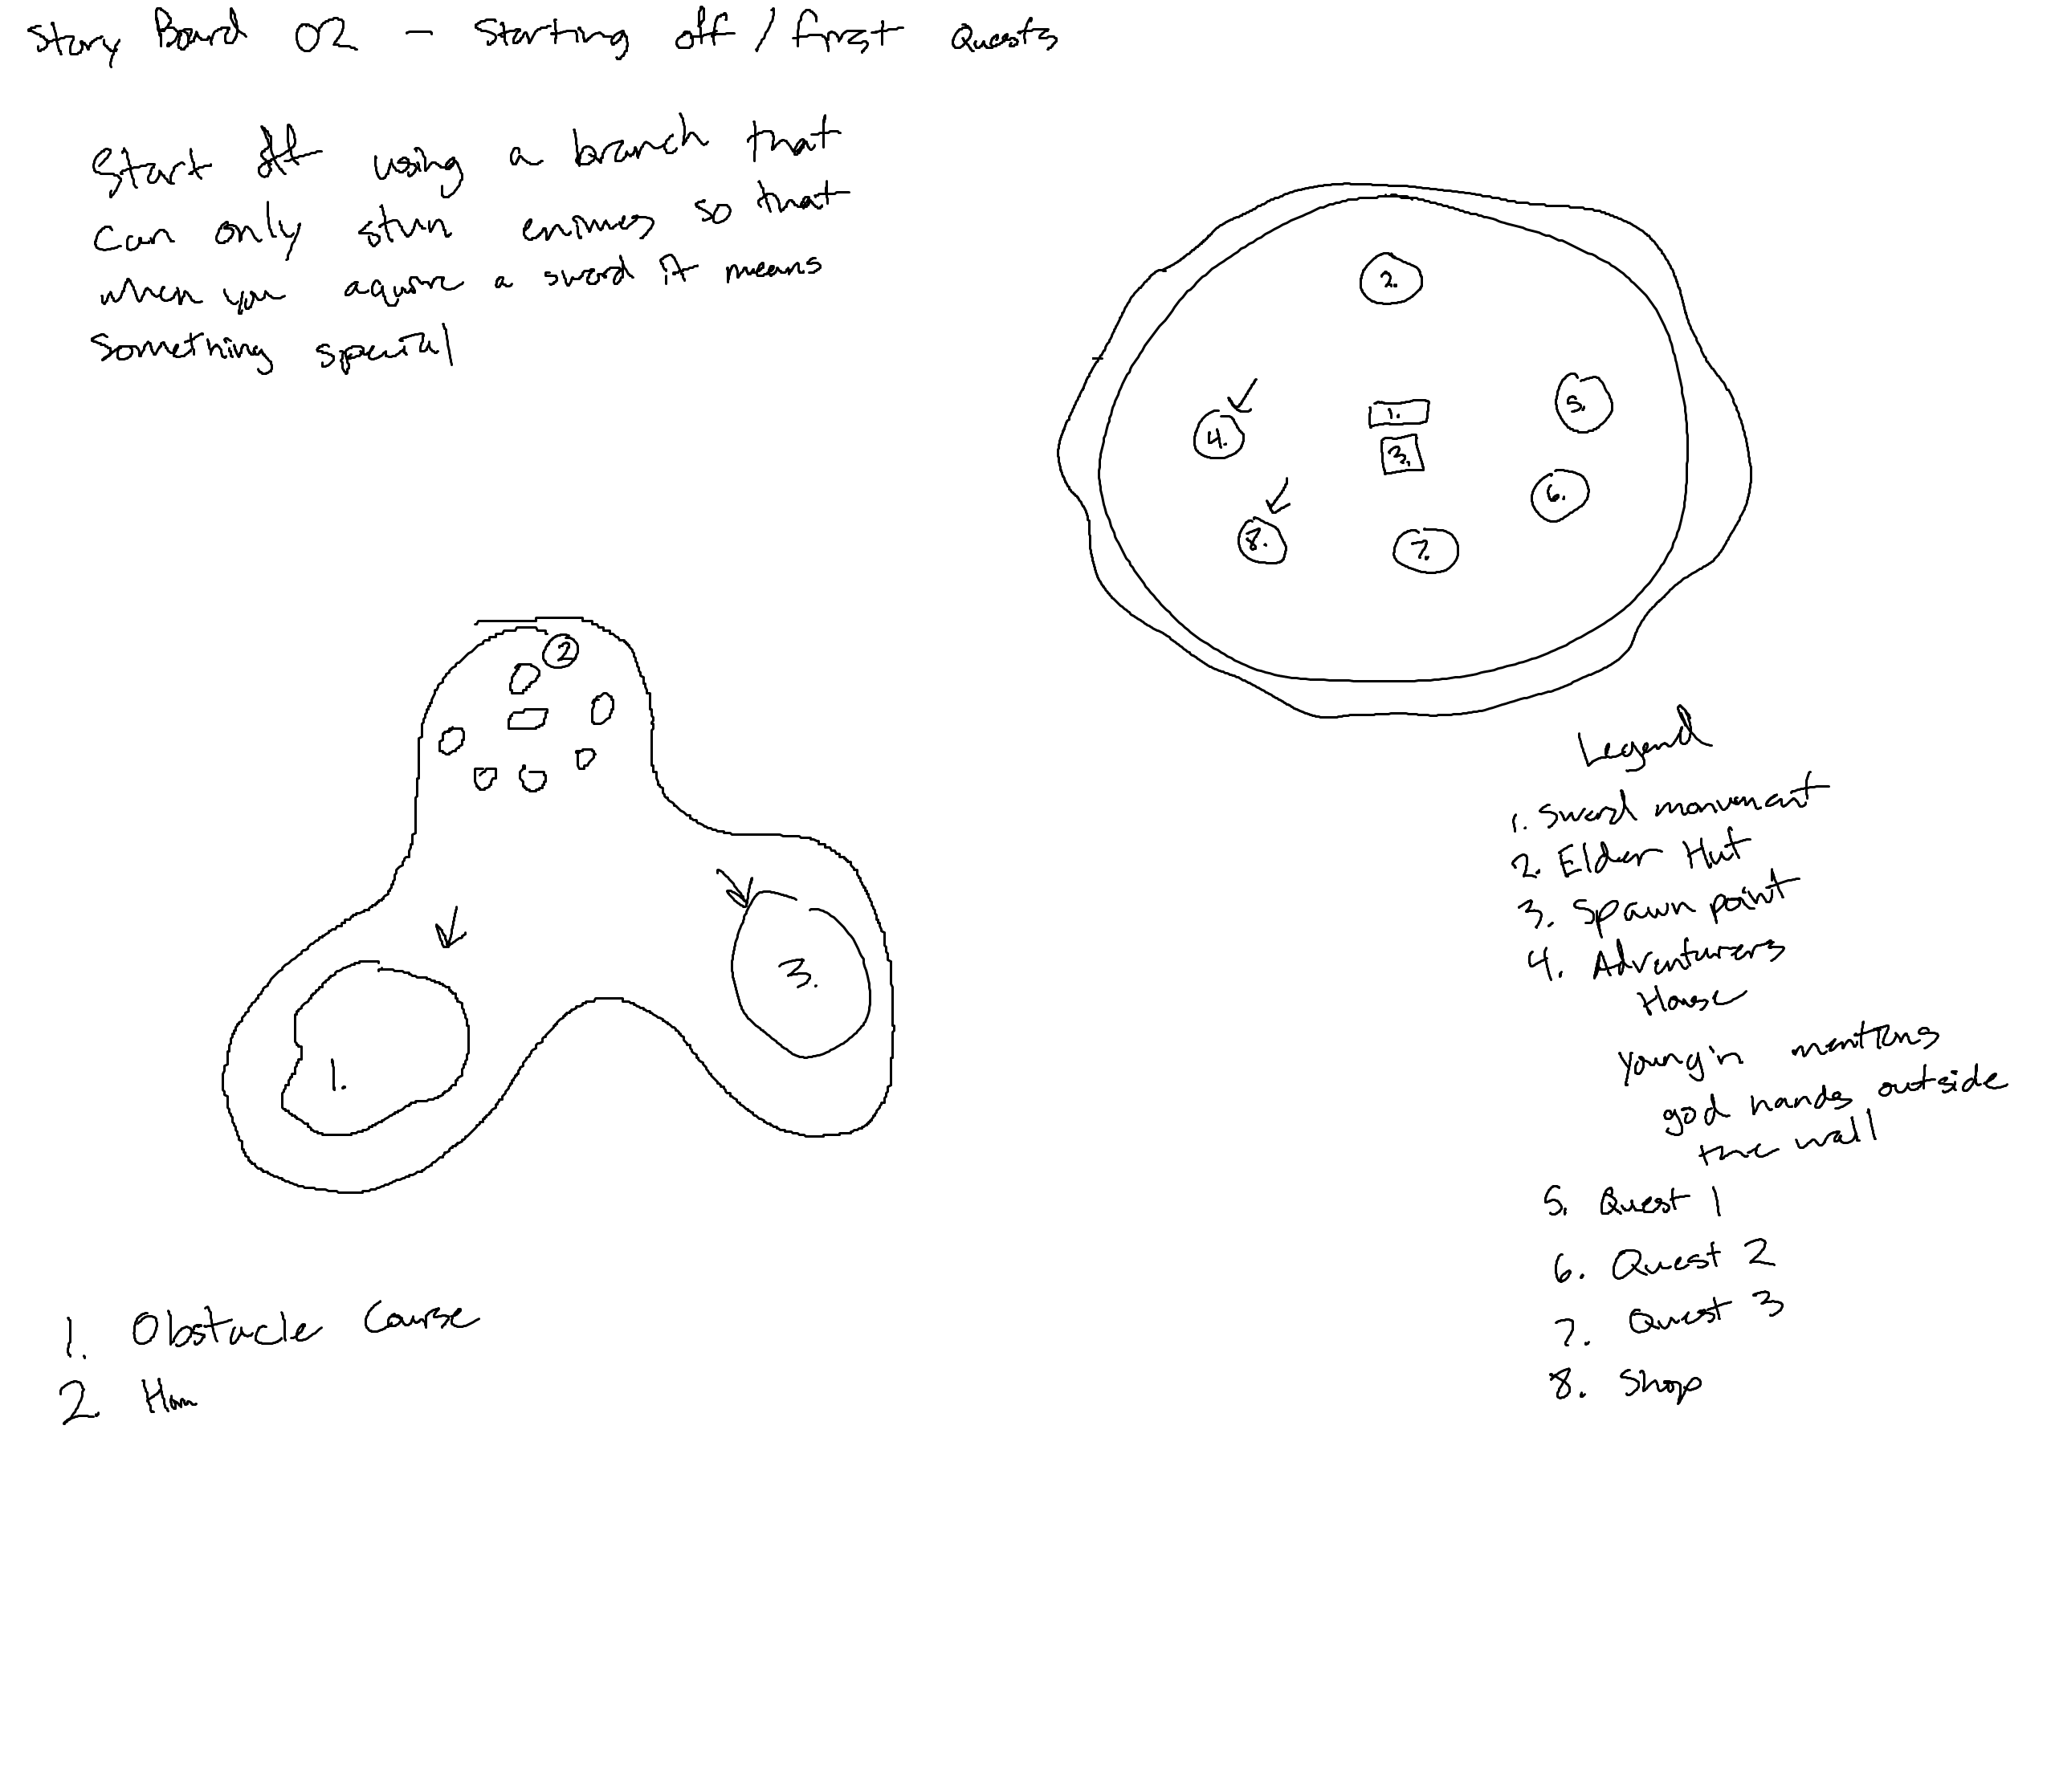 Story Board 02 - Starting off / first Quests
Start off using a branch that
can only stun enimes so that
when you aquire a sword it means
something special
2.
4.
1.
3.
5.
6.
8.
7.
2
1.
3.
Legend
1. Sword monument
2. Elder Hut
3. Spawn point
4. Adventurers
House
Young'n mentions
god hands outside
the wall
5. Quest 1
6. Quest 2
7. Quest 3
8. Shop
1. Obstacle Course
2